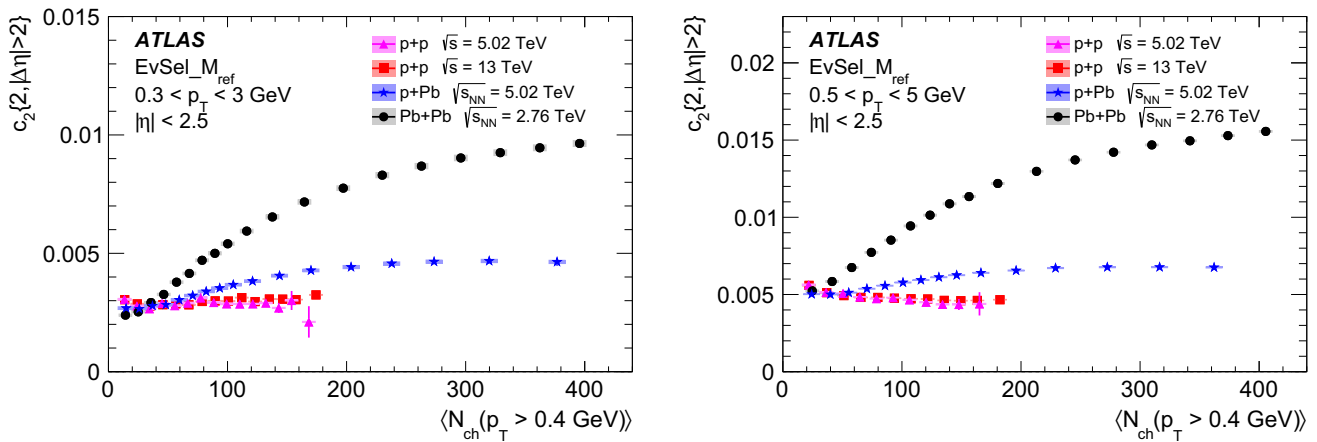 c₂{2,|Δη|>2}
0.015
0.01
0.005
0
ATLAS
EvSel_M_ref
0.3 < p_T < 3 GeV
|η| < 2.5
p+p √s = 5.02 TeV
p+p √s = 13 TeV
p+Pb √s_NN = 5.02 TeV
Pb+Pb √s_NN = 2.76 TeV
0 100 200 300 400
⟨N_ch(p_T > 0.4 GeV)⟩
c₂{2,|Δη|>2}
0.02
0.015
0.01
0.005
0
ATLAS
EvSel_M_ref
0.5 < p_T < 5 GeV
|η| < 2.5
p+p √s = 5.02 TeV
p+p √s = 13 TeV
p+Pb √s_NN = 5.02 TeV
Pb+Pb √s_NN = 2.76 TeV
0 100 200 300 400
⟨N_ch(p_T > 0.4 GeV)⟩